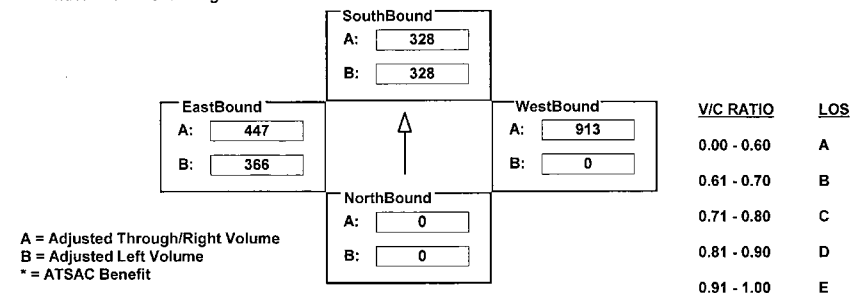 SouthBound
A: 328
B: 328
EastBound
A: 447
B: 366
WestBound
A: 913
B: 0
NorthBound
A: 0
B: 0
A = Adjusted Through/Right Volume
B = Adjusted Left Volume
* = ATSAC Benefit
V/C RATIO LOS
0.00 - 0.60 A
0.61 - 0.70 B
0.71 - 0.80 C
0.81 - 0.90 D
0.91 - 1.00 E